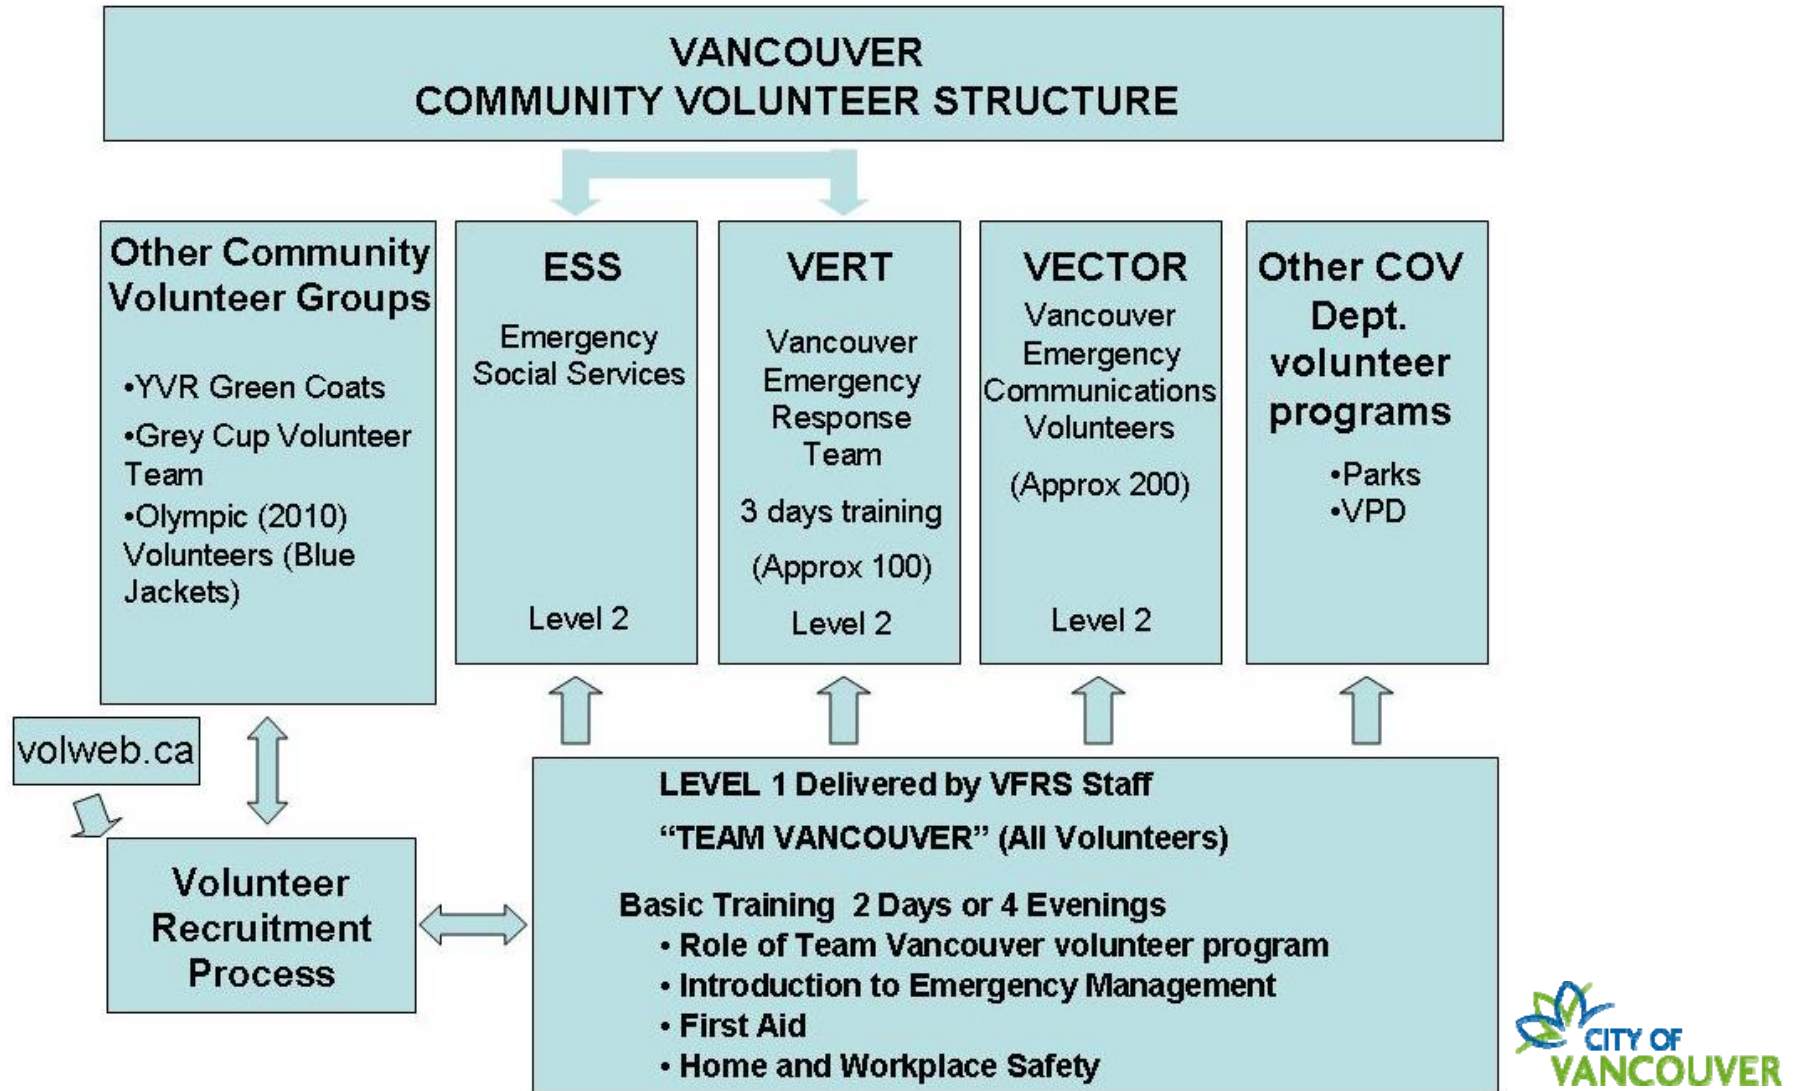 VANCOUVER
COMMUNITY VOLUNTEER STRUCTURE
Other Community
Volunteer Groups
•YVR Green Coats
•Grey Cup Volunteer
Team
•Olympic (2010)
Volunteers (Blue
Jackets)
ESS
Emergency
Social Services
Level 2
VERT
Vancouver
Emergency
Response
Team
3 days training
(Approx 100)
Level 2
VECTOR
Vancouver
Emergency
Communications
Volunteers
(Approx 200)
Level 2
Other COV
Dept.
volunteer
programs
•Parks
•VPD
volweb.ca
Volunteer
Recruitment
Process
LEVEL 1 Delivered by VFRS Staff
“TEAM VANCOUVER” (All Volunteers)
Basic Training 2 Days or 4 Evenings
• Role of Team Vancouver volunteer program
• Introduction to Emergency Management
• First Aid
• Home and Workplace Safety
CITY OF
VANCOUVER